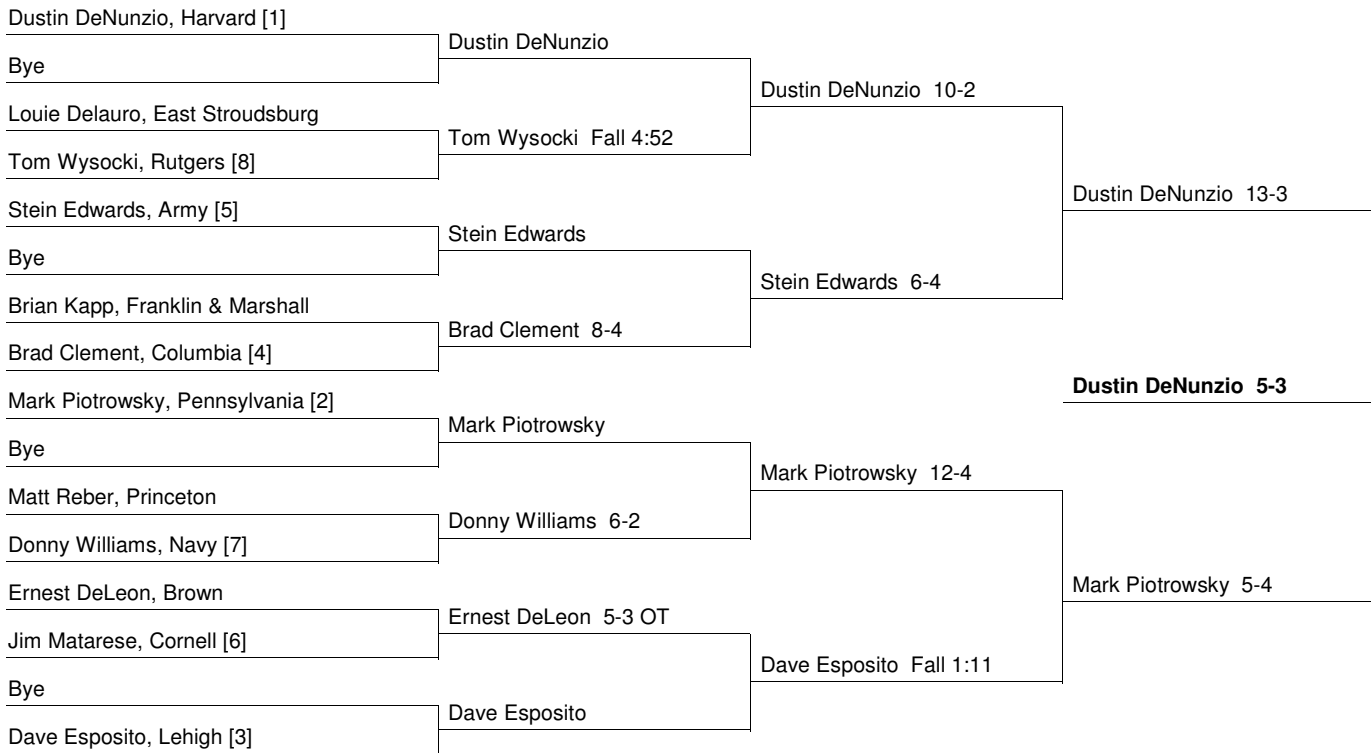 Dustin DeNunzio, Harvard [1]
Bye
Louie Delauro, East Stroudsburg
Tom Wysocki, Rutgers [8]
Stein Edwards, Army [5]
Bye
Brian Kapp, Franklin & Marshall
Brad Clement, Columbia [4]
Mark Piotrowsky, Pennsylvania [2]
Bye
Matt Reber, Princeton
Donny Williams, Navy [7]
Ernest DeLeon, Brown
Jim Matarese, Cornell [6]
Bye
Dave Esposito, Lehigh [3]
Dustin DeNunzio
Tom Wysocki Fall 4:52
Stein Edwards
Brad Clement 8-4
Mark Piotrowsky
Donny Williams 6-2
Ernest DeLeon 5-3 OT
Dave Esposito
Dustin DeNunzio 10-2
Stein Edwards 6-4
Mark Piotrowsky 12-4
Dave Esposito Fall 1:11
Dustin DeNunzio 13-3
Mark Piotrowsky 5-4
Dustin DeNunzio 5-3